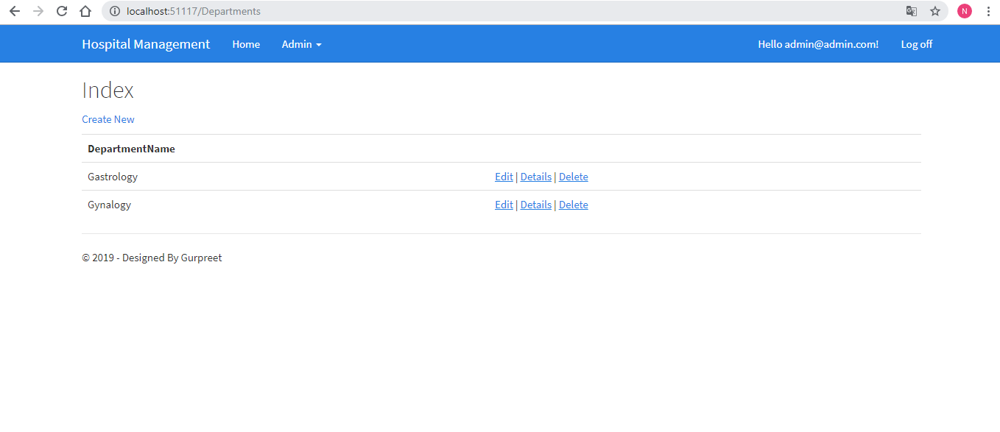 localhost:51117/Departments
N
Hospital Management Home Admin Hello admin@admin.com! Log off
Index
Create New
DepartmentName
Gastrology Edit | Details | Delete
Gynalogy Edit | Details | Delete
© 2019 - Designed By Gurpreet